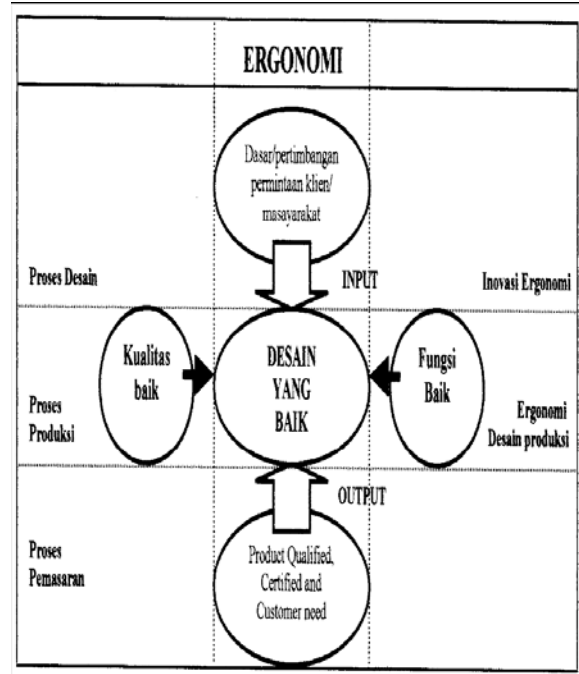 ERGONOMI
Dasar/pertimbangan
permintaan klien/
masayarakat
Proses Desain
INPUT
Inovasi Ergonomi
Kualitas
baik
DESAIN
YANG
BAIK
Fungsi
Baik
Proses
Produksi
Ergonomi
Desain produksi
OUTPUT
Proses
Pemasaran
Product Qualified,
Certified and
Customer need